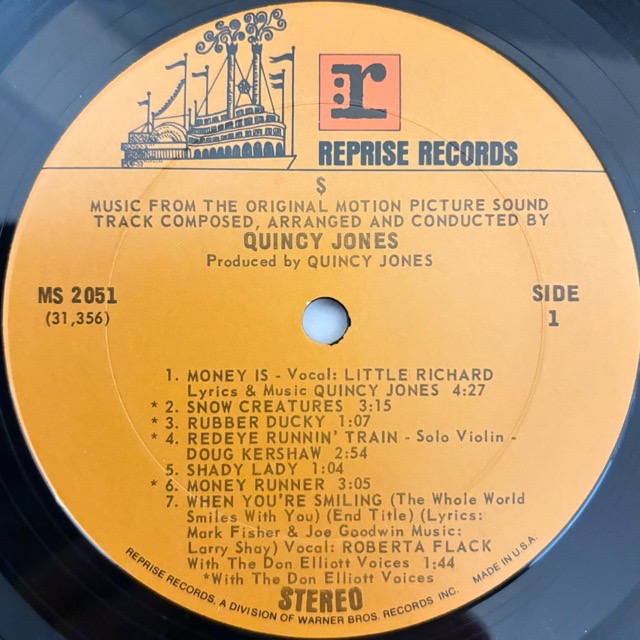 r
REPRISE RECORDS
$
MUSIC FROM THE ORIGINAL MOTION PICTURE SOUND
TRACK COMPOSED, ARRANGED AND CONDUCTED BY
QUINCY JONES
Produced by QUINCY JONES
MS 2051
(31,356)
SIDE
1
1. MONEY IS - Vocal: LITTLE RICHARD
Lyrics & Music QUINCY JONES 4:27
* 2. SNOW CREATURES 3:15
* 3. RUBBER DUCKY 1:07
* 4. REDEYE RUNNIN' TRAIN - Solo Violin -
DOUG KERSHAW 2:54
5. SHADY LADY 1:04
* 6. MONEY RUNNER 3:05
7. WHEN YOU'RE SMILING (The Whole World
Smiles With You) (End Title) (Lyrics:
Mark Fisher & Joe Goodwin Music:
Larry Shay) Vocal: ROBERTA FLACK
With The Don Elliott Voices 1:44
*With The Don Elliott Voices
STEREO
REPRISE RECORDS, A DIVISION OF WARNER BROS. RECORDS INC. MADE IN U.S.A.